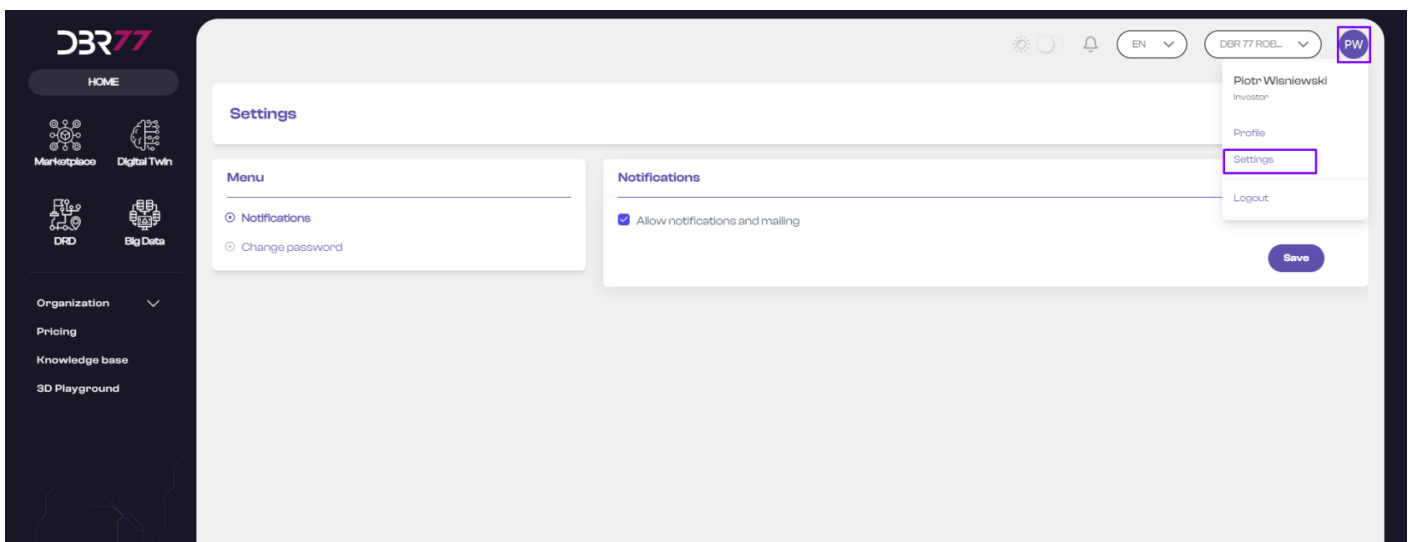 DBR77
HOME
Marketplace
Digital Twin
DRD
Big Data
Organization
Pricing
Knowledge base
3D Playground
EN
DBR 77 ROB...
PW
Piotr Wisniewski
Investor
Profile
Settings
Logout
Settings
Menu
Notifications
Change password
Notifications
Allow notifications and mailing
Save